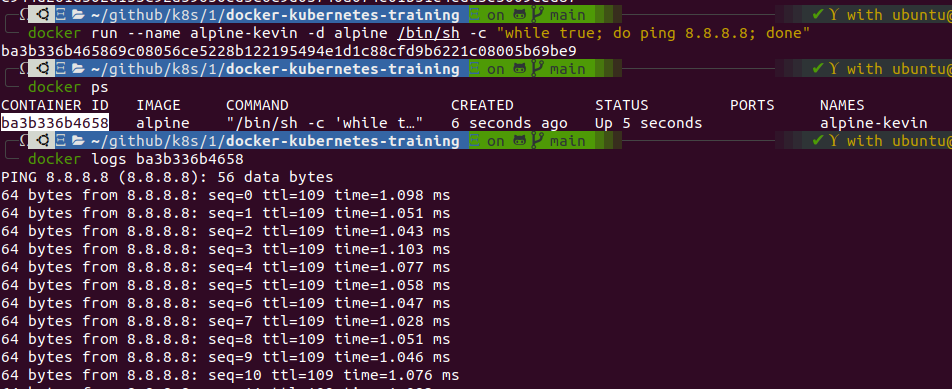 docker run --name alpine-kevin -d alpine /bin/sh -c "while true; do ping 8.8.8.8; done"
ba3b336b465869c08056ce5228b122195494e1d1c88cfd9b6221c08005b69be9
~/github/k8s/1/docker-kubernetes-training on main with ubuntu@
docker ps
CONTAINER ID IMAGE COMMAND CREATED STATUS PORTS NAMES
ba3b336b4658 alpine "/bin/sh -c 'while t…" 6 seconds ago Up 5 seconds alpine-kevin
~/github/k8s/1/docker-kubernetes-training on main with ubuntu@
docker logs ba3b336b4658
PING 8.8.8.8 (8.8.8.8): 56 data bytes
64 bytes from 8.8.8.8: seq=0 ttl=109 time=1.098 ms
64 bytes from 8.8.8.8: seq=1 ttl=109 time=1.051 ms
64 bytes from 8.8.8.8: seq=2 ttl=109 time=1.043 ms
64 bytes from 8.8.8.8: seq=3 ttl=109 time=1.103 ms
64 bytes from 8.8.8.8: seq=4 ttl=109 time=1.077 ms
64 bytes from 8.8.8.8: seq=5 ttl=109 time=1.058 ms
64 bytes from 8.8.8.8: seq=6 ttl=109 time=1.047 ms
64 bytes from 8.8.8.8: seq=7 ttl=109 time=1.028 ms
64 bytes from 8.8.8.8: seq=8 ttl=109 time=1.051 ms
64 bytes from 8.8.8.8: seq=9 ttl=109 time=1.046 ms
64 bytes from 8.8.8.8: seq=10 ttl=109 time=1.076 ms